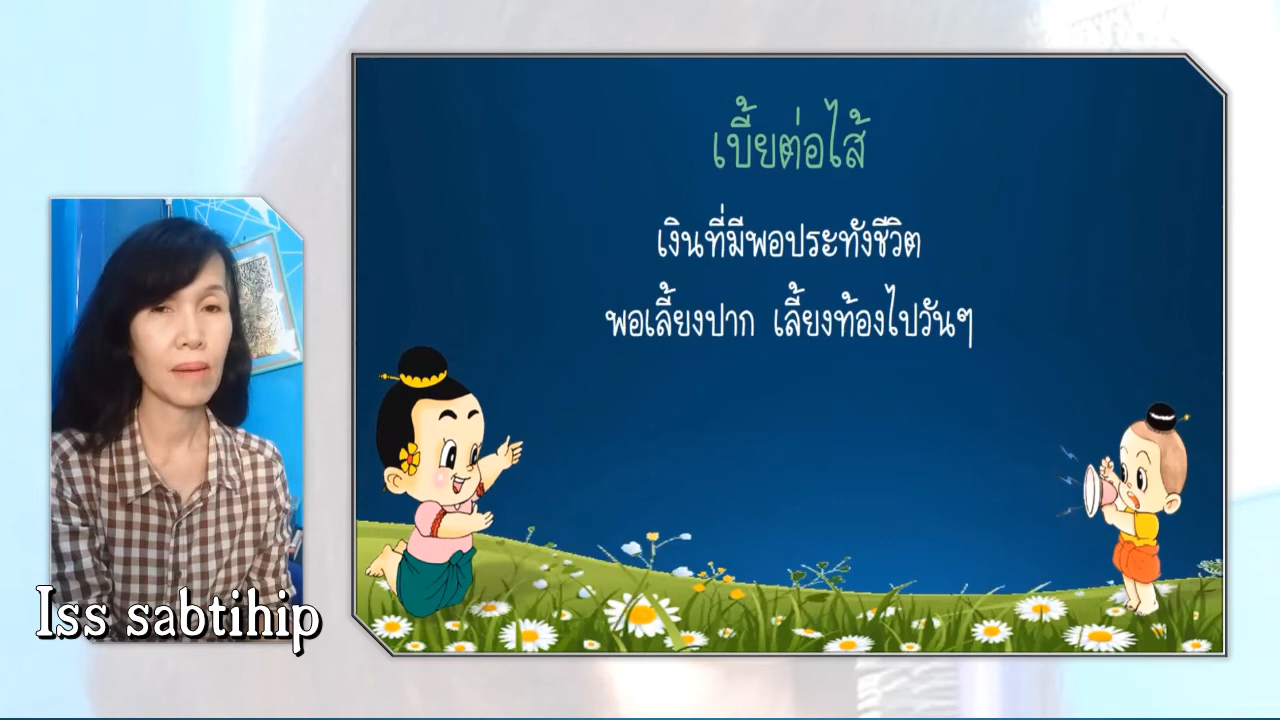 เบี้ยต่อไส้
เงินที่มีพอประทังชีวิต
พอเลี้ยงปาก เลี้ยงท้องไปวันๆ
Iss sabtihip